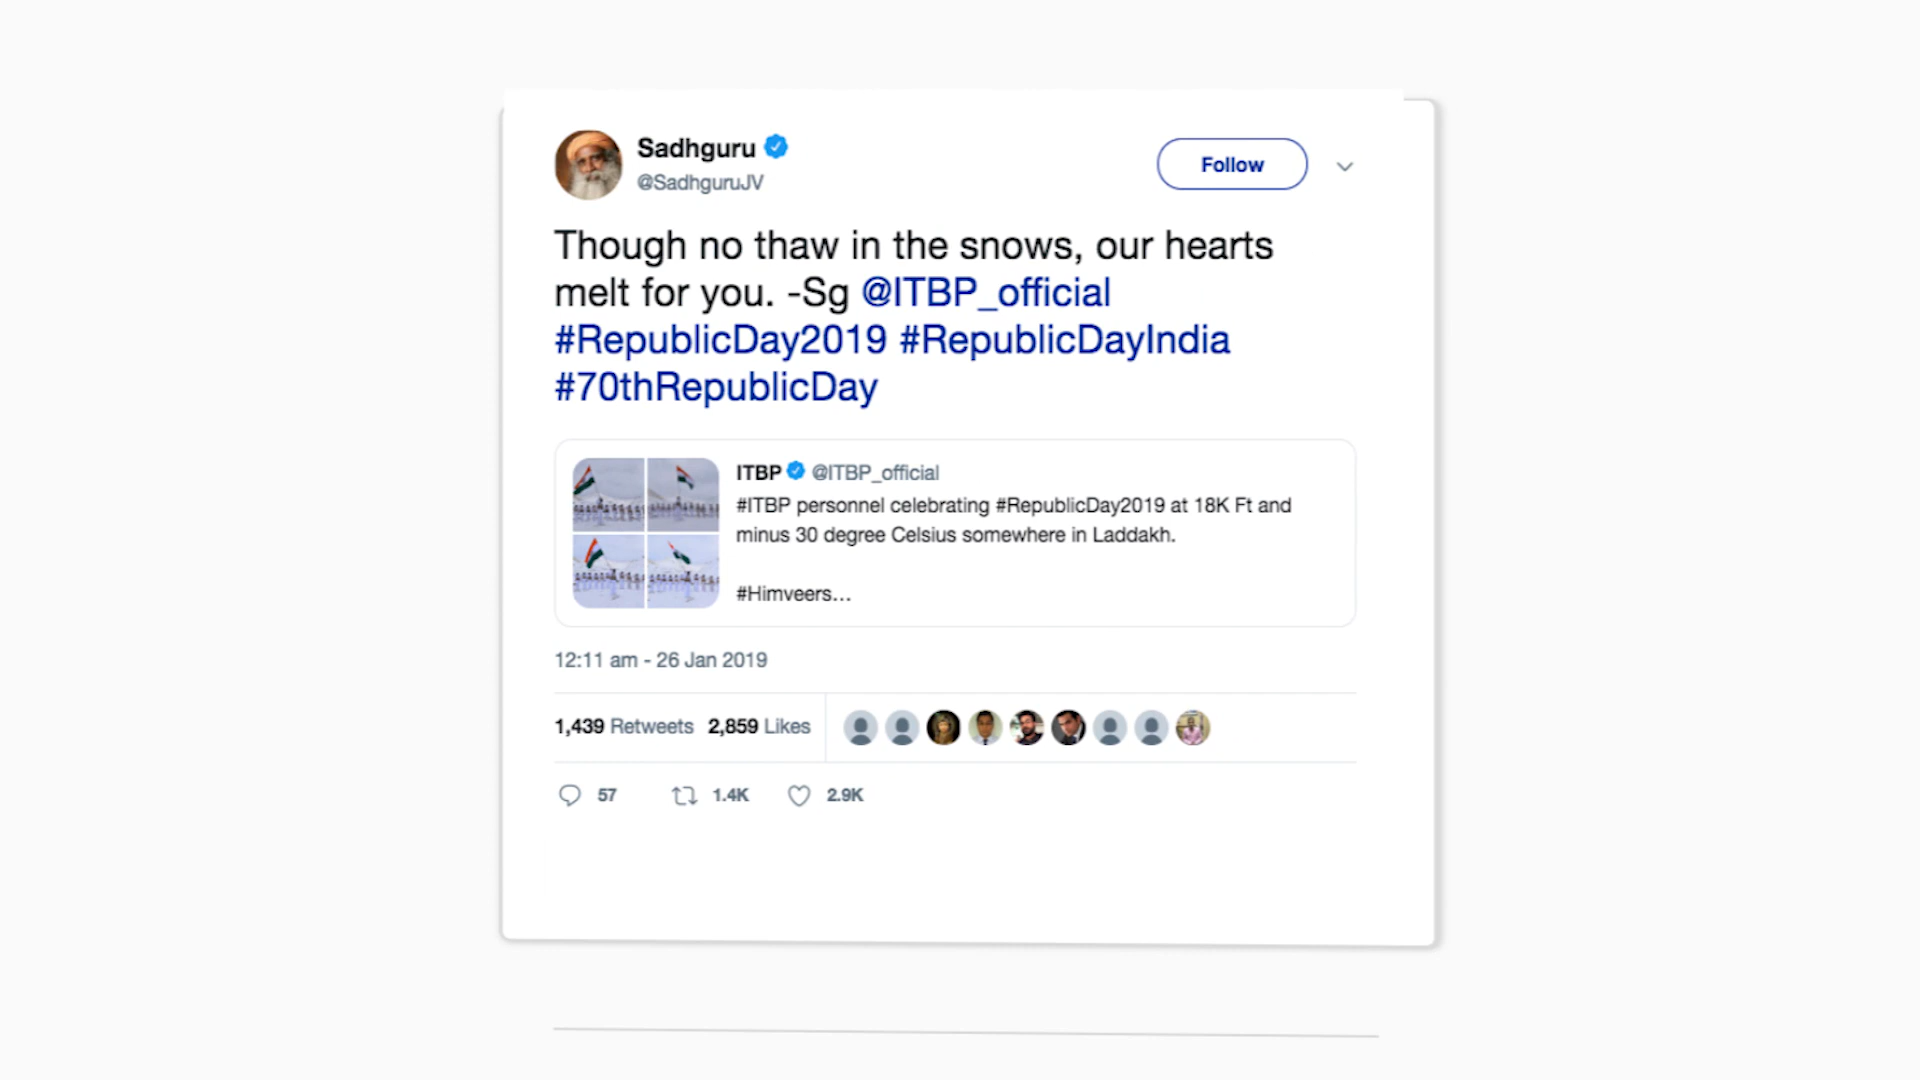 Sadhguru
@SadhguruJV
Follow
Though no thaw in the snows, our hearts
melt for you. -Sg @ITBP_official
#RepublicDay2019 #RepublicDayIndia
#70thRepublicDay
ITBP @ITBP_official
#ITBP personnel celebrating #RepublicDay2019 at 18K Ft and
minus 30 degree Celsius somewhere in Laddakh.
#Himveers...
12:11 am - 26 Jan 2019
1,439 Retweets 2,859 Likes
57 1.4K 2.9K